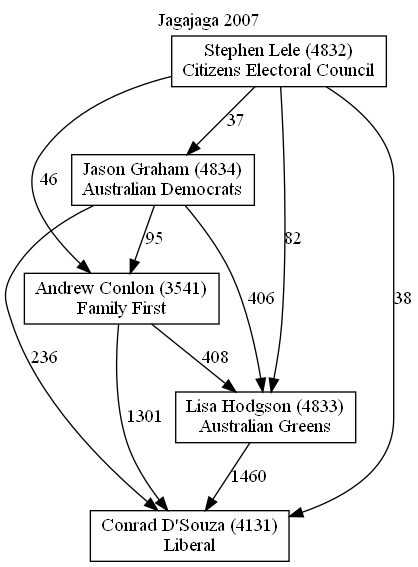 Jagajaga 2007
Stephen Lele (4832)
Citizens Electoral Council
37
Jason Graham (4834)
Australian Democrats
46
95
82
Andrew Conlon (3541)
Family First
406
38
236
408
1301
Lisa Hodgson (4833)
Australian Greens
1460
Conrad D'Souza (4131)
Liberal